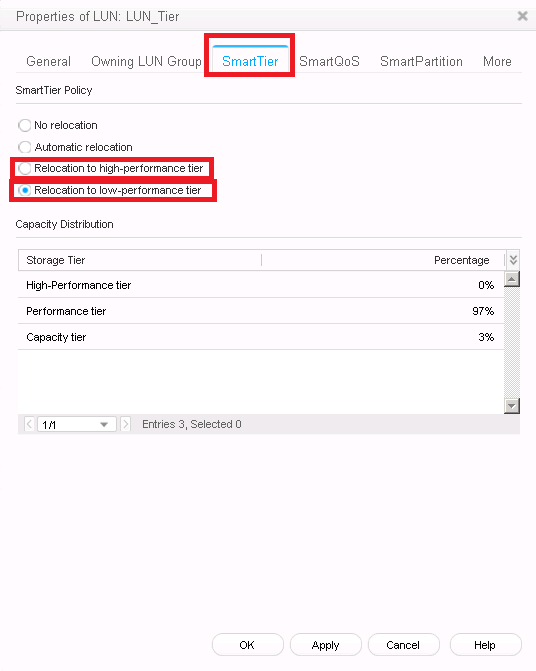 Properties of LUN: LUN_Tier
General Owning LUN Group SmartTier SmartQoS SmartPartition More
SmartTier Policy
No relocation
Automatic relocation
Relocation to high-performance tier
Relocation to low-performance tier
Capacity Distribution
Storage Tier Percentage
High-Performance tier 0%
Performance tier 97%
Capacity tier 3%
1/1 Entries 3, Selected 0
OK Apply Cancel Help